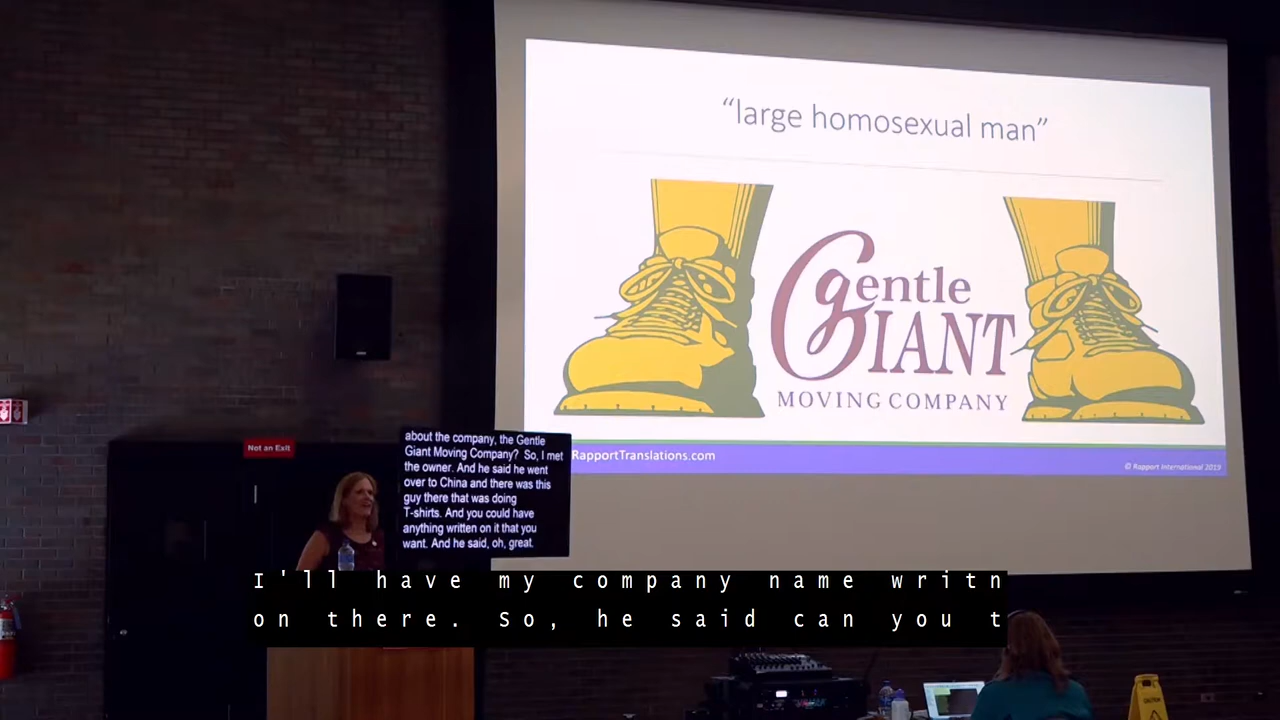 “large homosexual man”
Gentle
GIANT
MOVING COMPANY
RapportTranslations.com
© Rapport International 2019
Not an Exit
about the company, the Gentle
Giant Moving Company? So, I met
the owner. And he said he went
over to China and there was this
guy there that was doing
T-shirts. And you could have
anything written on it that you
want. And he said, oh, great.
I'll have my company name writn
on there. So, he said can you t
CAUTION